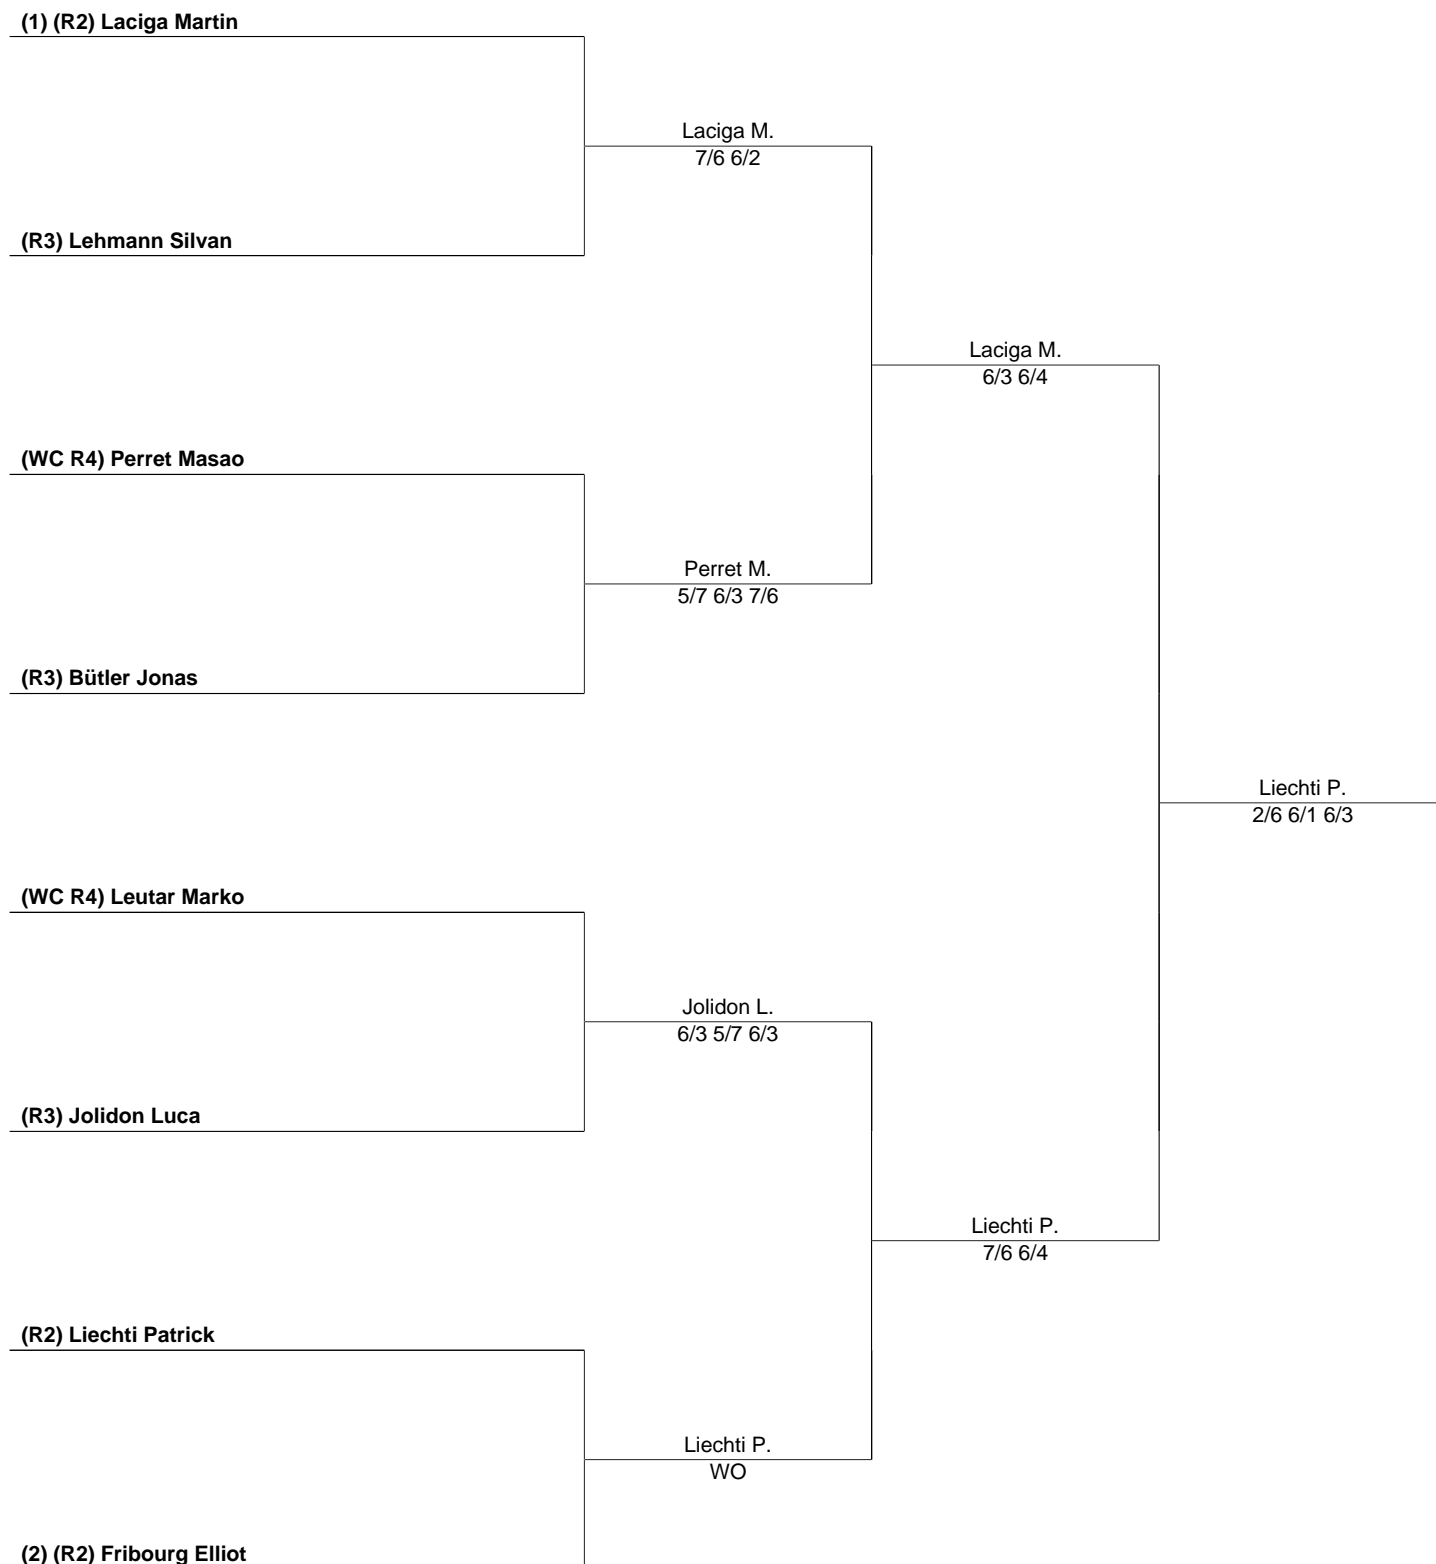 (1) (R2) Laciga Martin
Laciga M.
7/6 6/2
(R3) Lehmann Silvan
Laciga M.
6/3 6/4
(WC R4) Perret Masao
Perret M.
5/7 6/3 7/6
(R3) Bütler Jonas
Liechti P.
2/6 6/1 6/3
(WC R4) Leutar Marko
Jolidon L.
6/3 5/7 6/3
(R3) Jolidon Luca
Liechti P.
7/6 6/4
(R2) Liechti Patrick
Liechti P.
WO
(2) (R2) Fribourg Elliot